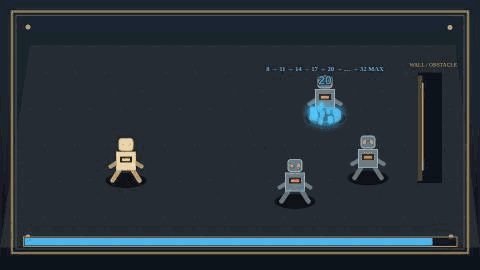 8 → 11 → 14 → 17 → 20 → ... → 32 MAX
WALL / OBSTACLE
20